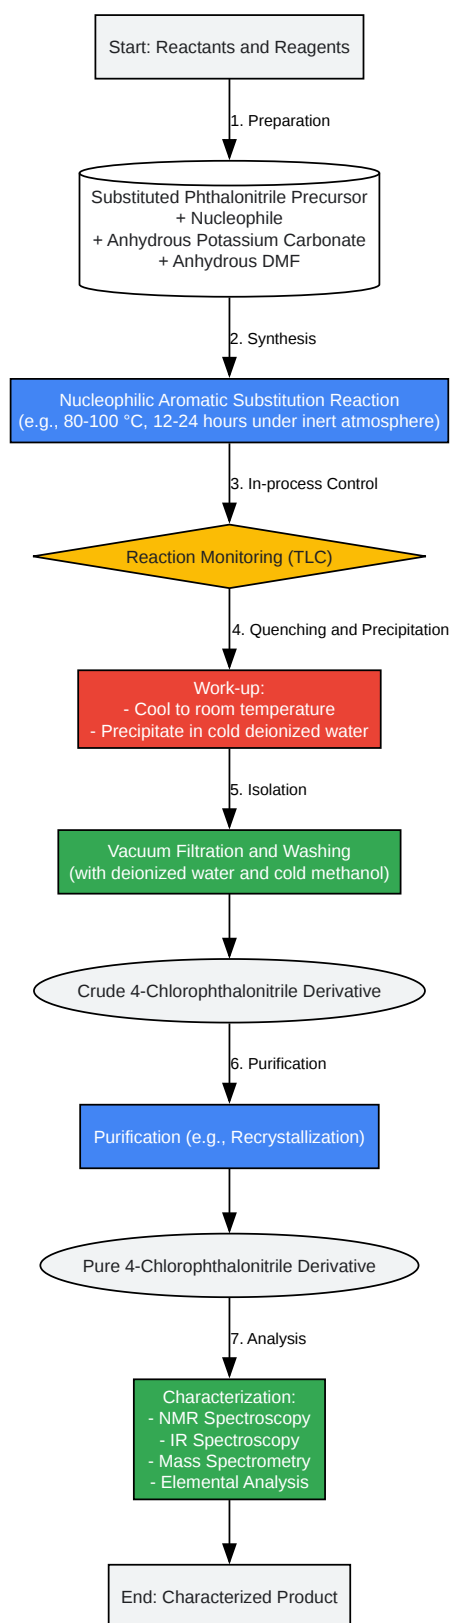 Start: Reactants and Reagents
1. Preparation
Substituted Phthalonitrile Precursor
+ Nucleophile
+ Anhydrous Potassium Carbonate
+ Anhydrous DMF
2. Synthesis
Nucleophilic Aromatic Substitution Reaction
(e.g., 80-100 °C, 12-24 hours under inert atmosphere)
3. In-process Control
Reaction Monitoring (TLC)
4. Quenching and Precipitation
Work-up:
- Cool to room temperature
- Precipitate in cold deionized water
5. Isolation
Vacuum Filtration and Washing
(with deionized water and cold methanol)
Crude 4-Chlorophthalonitrile Derivative
6. Purification
Purification (e.g., Recrystallization)
Pure 4-Chlorophthalonitrile Derivative
7. Analysis
Characterization:
- NMR Spectroscopy
- IR Spectroscopy
- Mass Spectrometry
- Elemental Analysis
End: Characterized Product